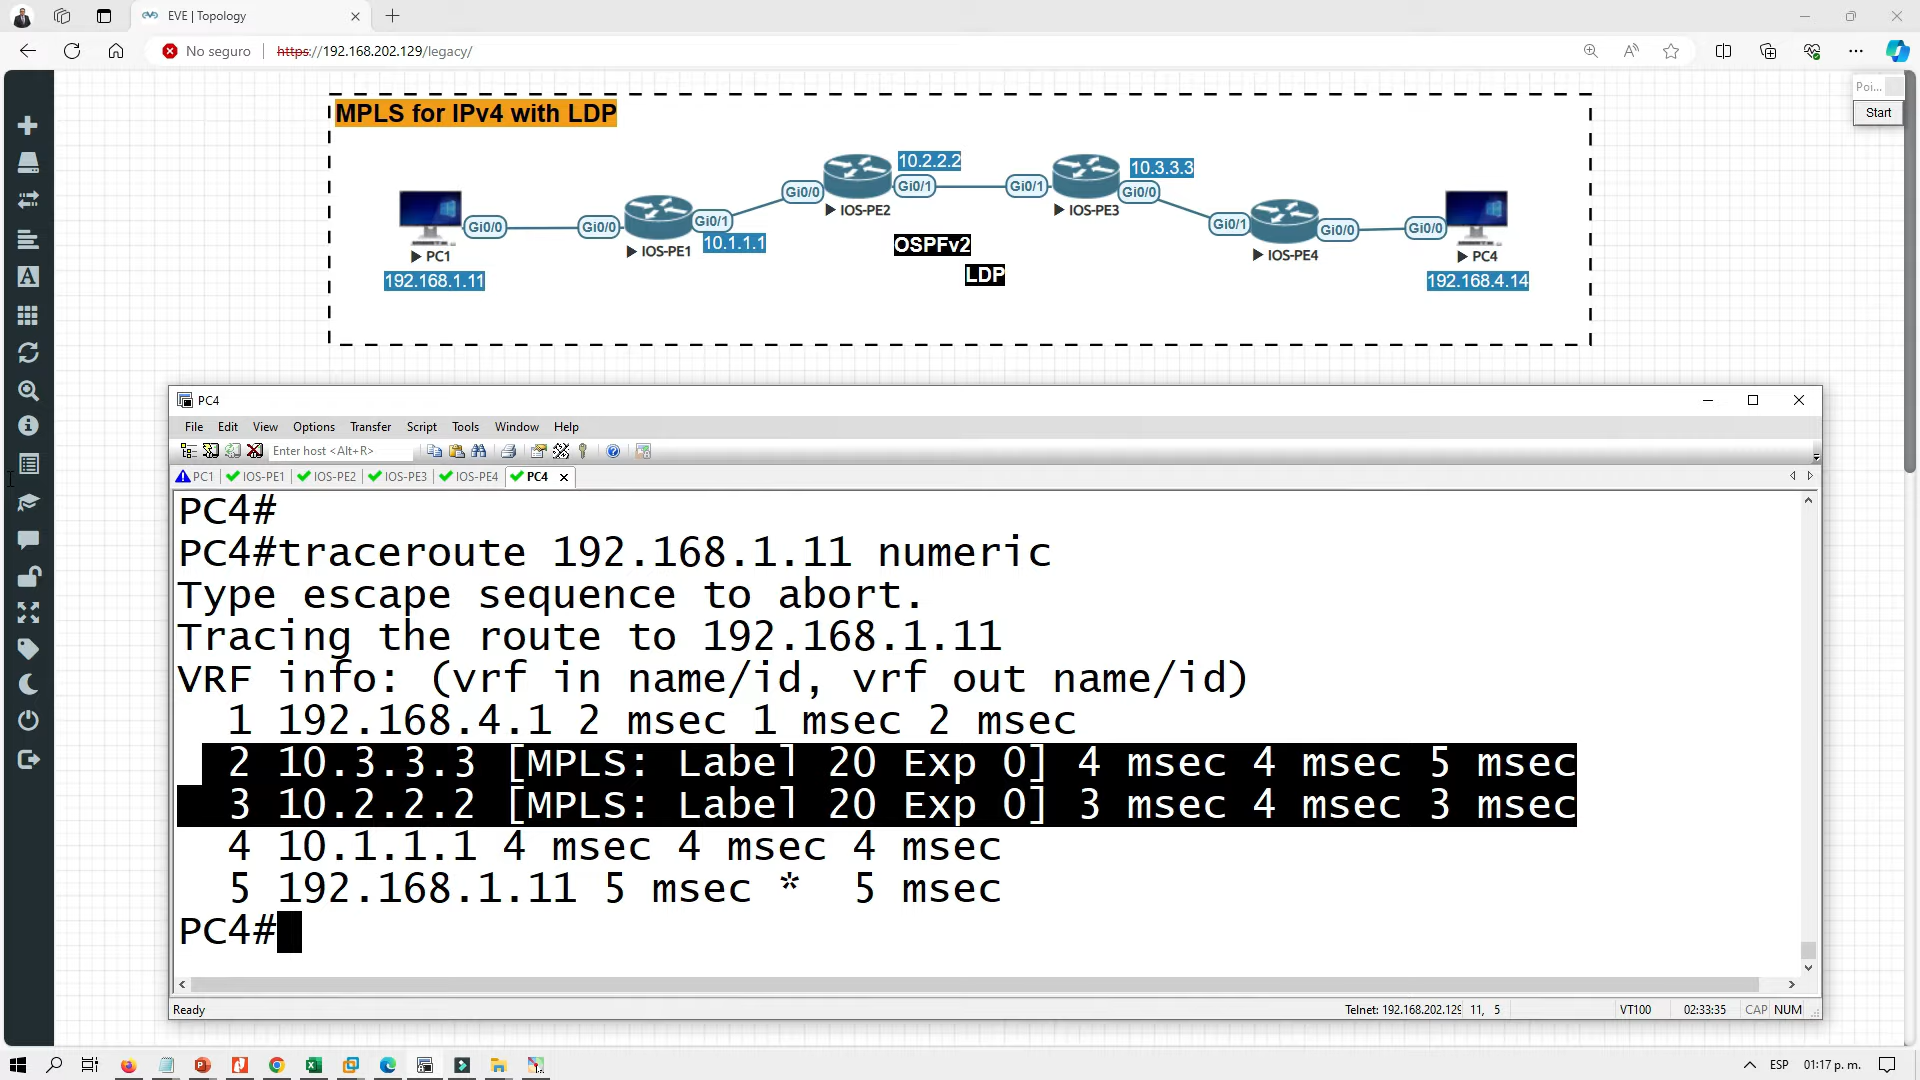 EVE | Topology
No seguro
https://192.168.202.129/legacy/
Poi...
Start
MPLS for IPv4 with LDP
10.2.2.2
10.3.3.3
Gi0/0
Gi0/1
Gi0/1
Gi0/0
IOS-PE2
IOS-PE3
Gi0/0
Gi0/0
Gi0/1
Gi0/1
Gi0/0
Gi0/0
10.1.1.1
OSPFv2
PC1
IOS-PE1
IOS-PE4
PC4
LDP
192.168.1.11
192.168.4.14
PC4
File Edit View Options Transfer Script Tools Window Help
Enter host <Alt+R>
PC1 IOS-PE1 IOS-PE2 IOS-PE3 IOS-PE4 PC4
PC4#
PC4#traceroute 192.168.1.11 numeric
Type escape sequence to abort.
Tracing the route to 192.168.1.11
VRF info: (vrf in name/id, vrf out name/id)
1 192.168.4.1 2 msec 1 msec 2 msec
2 10.3.3.3 [MPLS: Label 20 Exp 0] 4 msec 4 msec 5 msec
3 10.2.2.2 [MPLS: Label 20 Exp 0] 3 msec 4 msec 3 msec
4 10.1.1.1 4 msec 4 msec 4 msec
5 192.168.1.11 5 msec * 5 msec
PC4#
Ready
Telnet: 192.168.202.129 11, 5 VT100 02:33:35 CAP NUM
ESP 01:17 p. m.